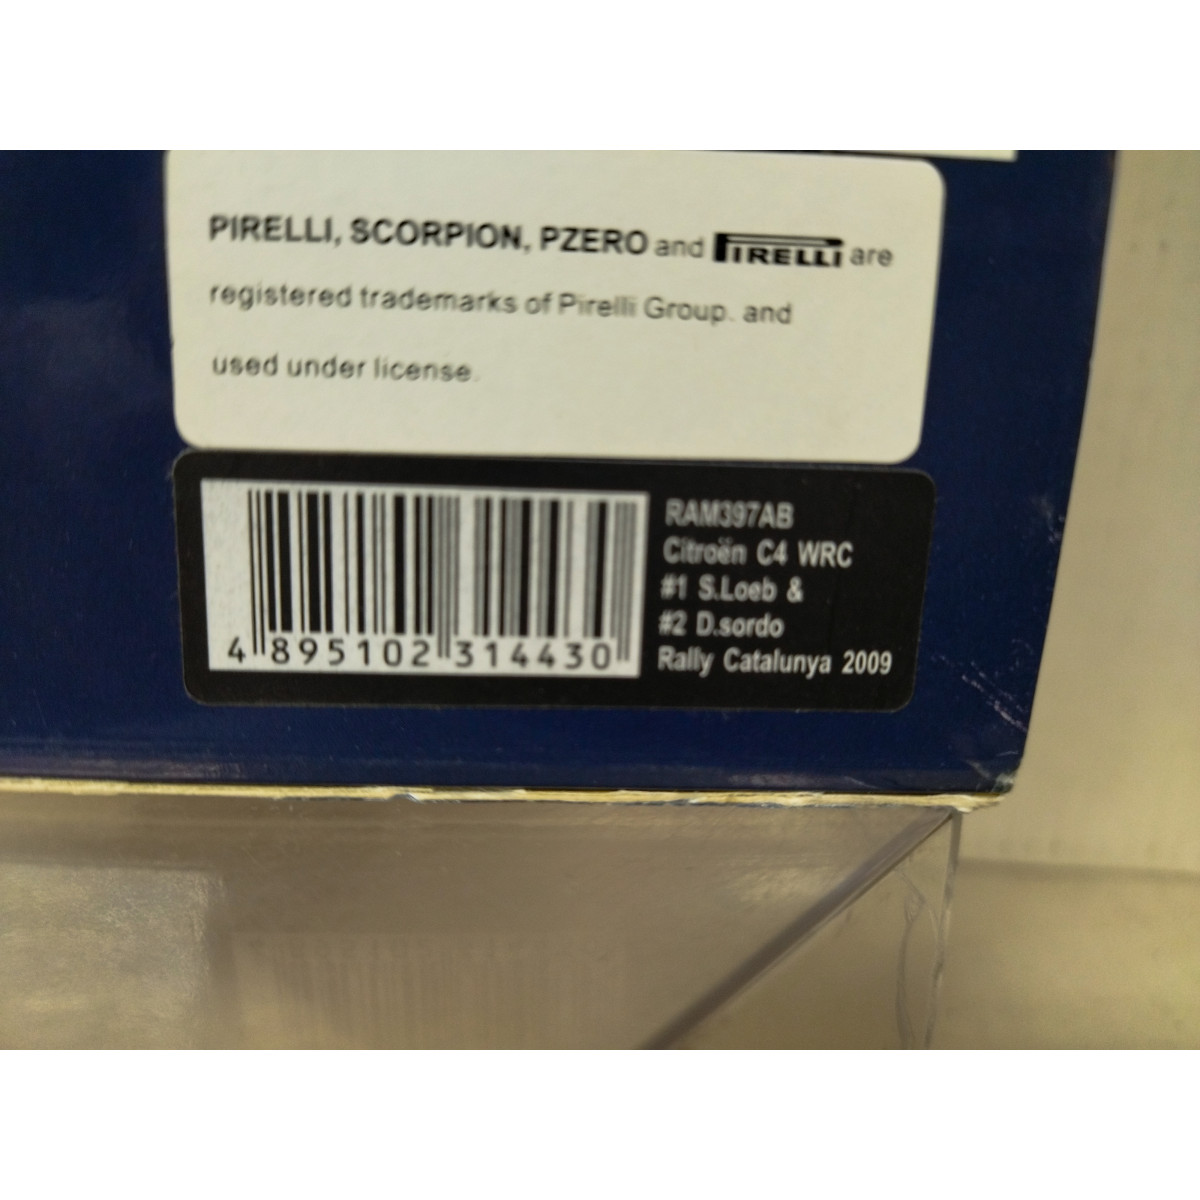 PIRELLI, SCORPION, PZERO and PIRELLI are
registered trademarks of Pirelli Group. and
used under license.
RAM397AB
Citroën C4 WRC
#1 S.Loeb &
#2 D.sordo
Rally Catalunya 2009
4 895102 314430